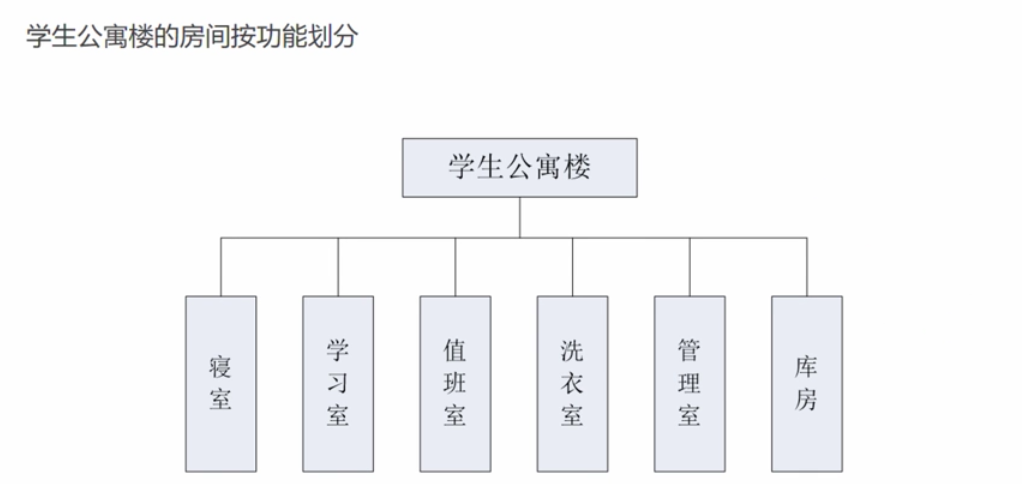 学生公寓楼的房间按功能划分
学生公寓楼
寝室
学习室
值班室
洗衣室
管理室
库房